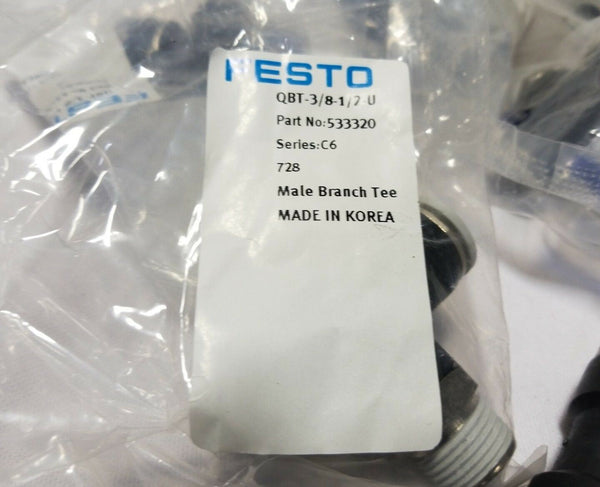 FESTO
QBT-3/8-1/2-U
Part No:533320
Series:C6
728
Male Branch Tee
MADE IN KOREA